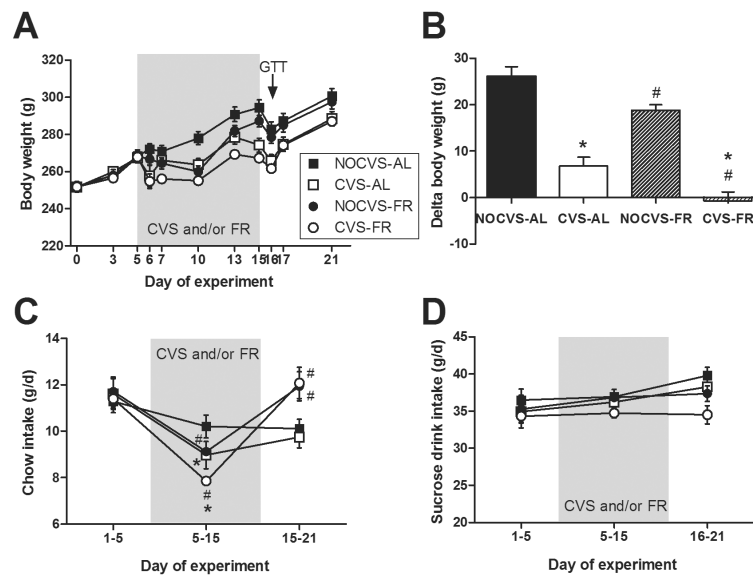 A
320
300
280
260
240
220
Body weight (g)
GTT
CVS and/or FR
0 3 5 6 7 10 13 15 16 17 21
Day of experiment
NOCVS-AL
CVS-AL
NOCVS-FR
CVS-FR
B
30
20
10
0
-10
Delta body weight (g)
*
#
*
#
NOCVS-AL CVS-AL NOCVS-FR CVS-FR
C
14
12
10
8
6
Chow intake (g/d)
CVS and/or FR
#
#
#
*
#
*
1-5 5-15 15-21
Day of experiment
D
45
40
35
30
25
20
Sucrose drink intake (g/d)
CVS and/or FR
1-5 5-15 16-21
Day of experiment